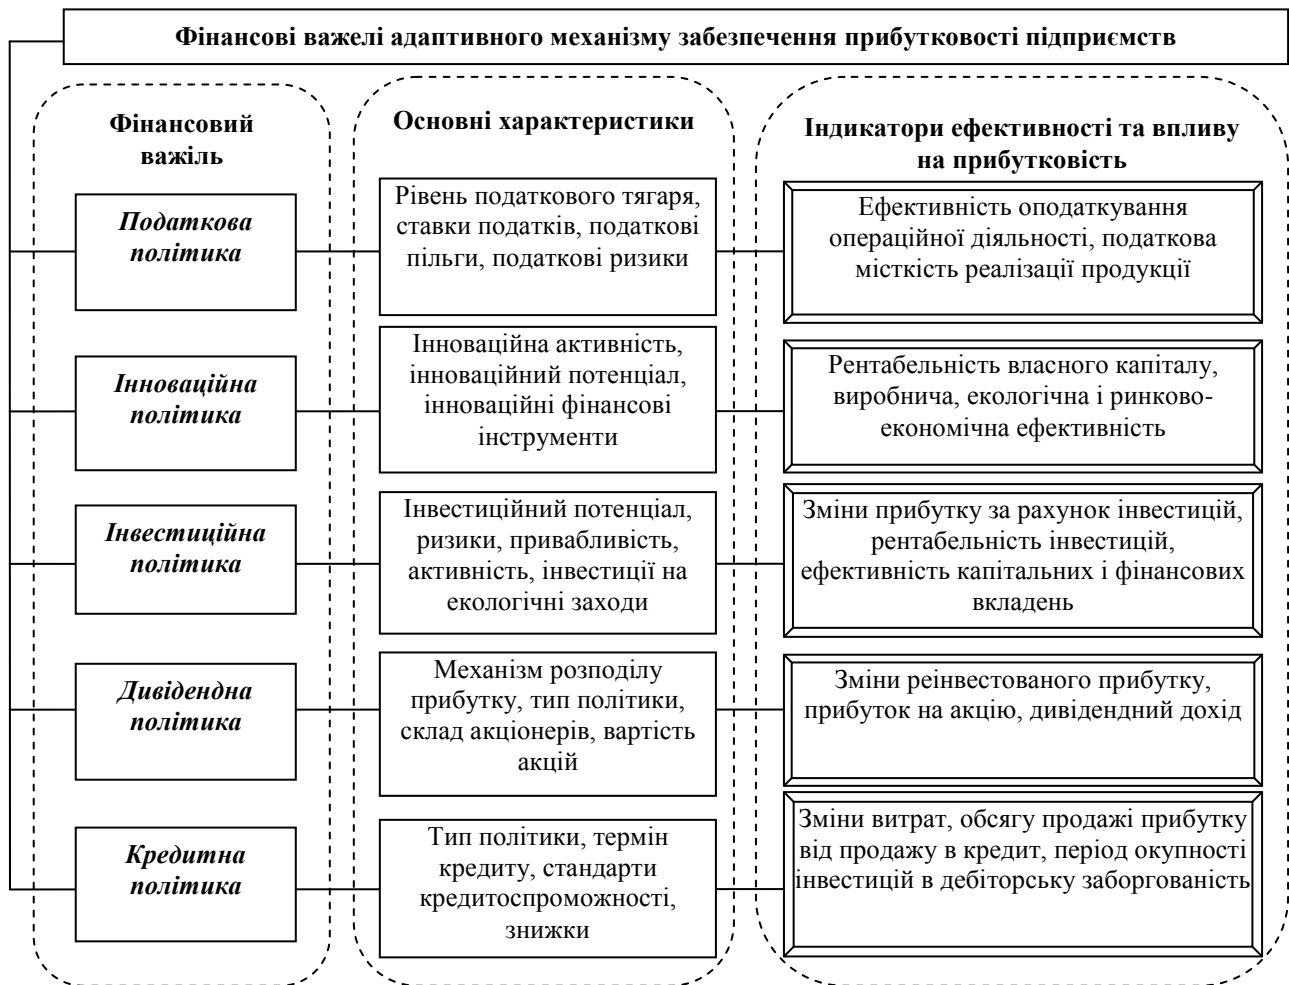 Фінансові важелі адаптивного механізму забезпечення прибутковості підприємств
Фінансовий
важіль
Основні характеристики
Індикатори ефективності та впливу
на прибутковість
Податкова
політика
Рівень податкового тягаря,
ставки податків, податкові
пільги, податкові ризики
Ефективність оподаткування
операційної діяльності, податкова
місткість реалізації продукції
Інноваційна
політика
Інноваційна активність,
інноваційний потенціал,
інноваційні фінансові
інструменти
Рентабельність власного капіталу,
виробнича, екологічна і ринково-
економічна ефективність
Інвестиційна
політика
Інвестиційний потенціал,
ризики, привабливість,
активність, інвестиції на
екологічні заходи
Зміни прибутку за рахунок інвестицій,
рентабельність інвестицій,
ефективність капітальних і фінансових
вкладень
Дивідендна
політика
Механізм розподілу
прибутку, тип політики,
склад акціонерів, вартість
акцій
Зміни реінвестованого прибутку,
прибуток на акцію, дивідендний дохід
Кредитна
політика
Тип політики, термін
кредиту, стандарти
кредитоспроможності,
знижки
Зміни витрат, обсягу продажі прибутку
від продажу в кредит, період окупності
інвестицій в дебіторську заборгованість